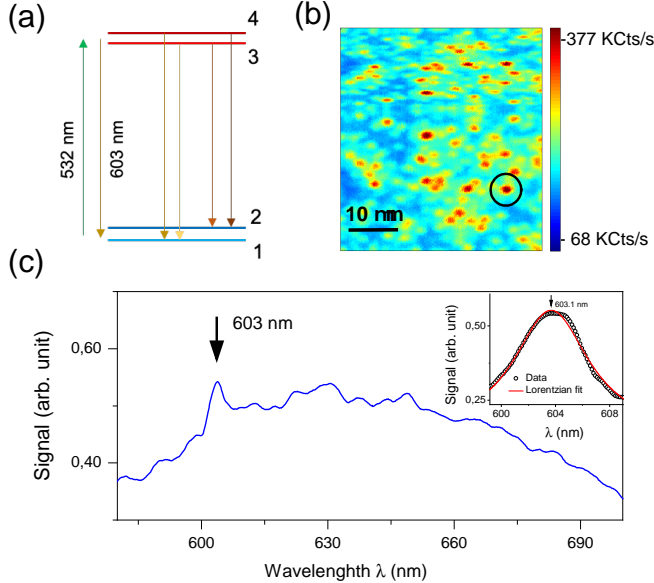 (a)
4
3
532 nm
603 nm
2
1
(b)
-377 KCts/s
10 nm
- 68 KCts/s
(c)
603 nm
0,60
0,40
Signal (arb. unit)
600
630
660
690
Wavelenghth λ (nm)
603.1 nm
0,50
0,25
Signal (arb. unit)
Data
Lorentzian fit
600
604
608
λ (nm)